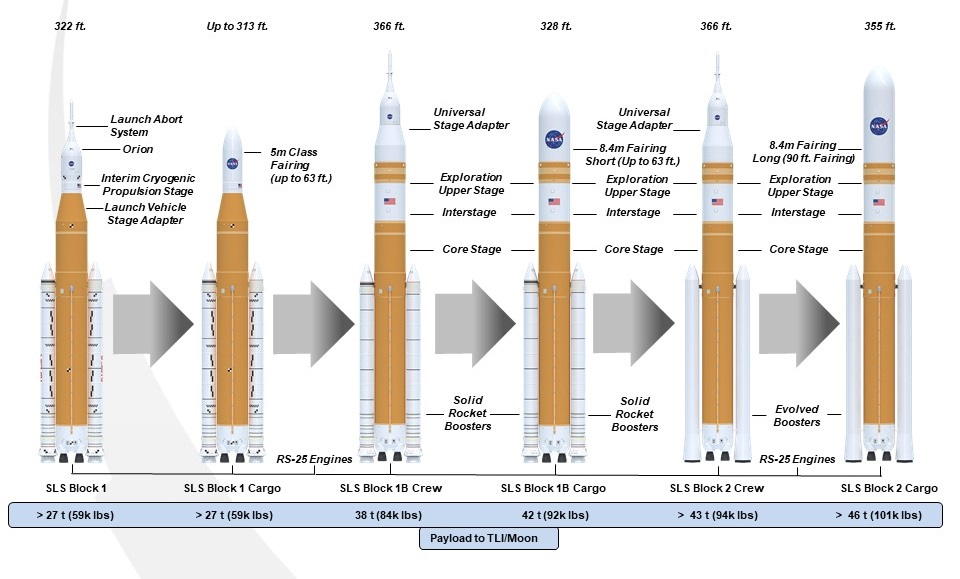 322 ft.
Up to 313 ft.
366 ft.
328 ft.
366 ft.
355 ft.
Launch Abort
System
Orion
Interim Cryogenic
Propulsion Stage
Launch Vehicle
Stage Adapter
5m Class
Fairing
(up to 63 ft.)
Universal
Stage Adapter
Exploration
Upper Stage
Interstage
Core Stage
Solid
Rocket
Boosters
8.4m Fairing
Short (Up to 63 ft.)
Universal
Stage Adapter
Exploration
Upper Stage
Interstage
Core Stage
Solid
Rocket
Boosters
8.4m Fairing
Long (90 ft. Fairing)
Exploration
Upper Stage
Interstage
Core Stage
Evolved
Boosters
NASA
NASA
NASA
RS-25 Engines
RS-25 Engines
SLS Block 1
SLS Block 1 Cargo
SLS Block 1B Crew
SLS Block 1B Cargo
SLS Block 2 Crew
SLS Block 2 Cargo
> 27 t (59k lbs)
> 27 t (59k lbs)
38 t (84k lbs)
42 t (92k lbs)
> 43 t (94k lbs)
> 46 t (101k lbs)
Payload to TLI/Moon